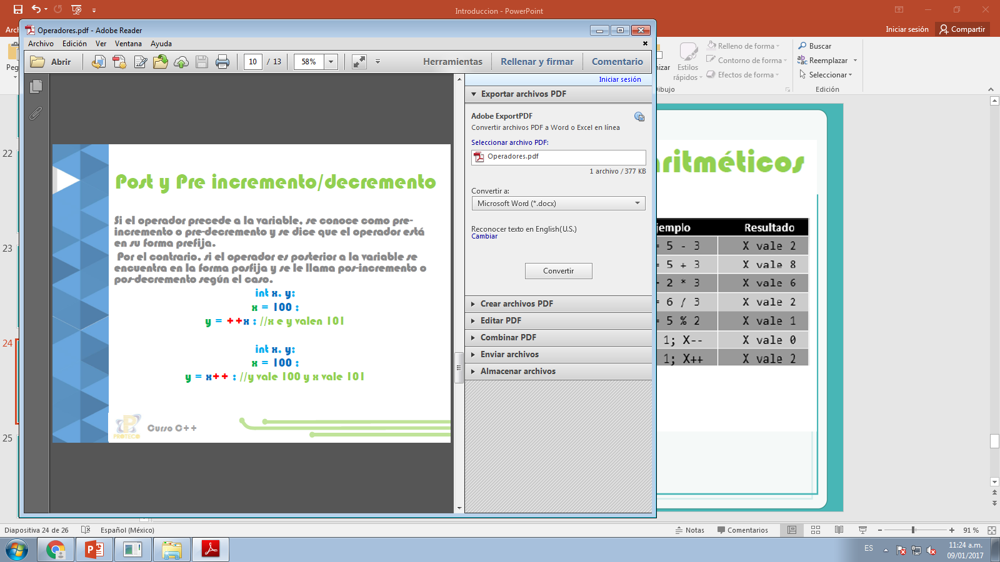 Introduccion - PowerPoint
Iniciar sesión
Compartir
Operadores.pdf - Adobe Reader
Archivo Edición Ver Ventana Ayuda
Abrir
10 / 13
58%
Herramientas
Rellenar y firmar
Comentario
Relleno de forma
Contorno de forma
Efectos de forma
Estilos
rápidos
Buscar
Reemplazar
Seleccionar
Edición
Iniciar sesión
Exportar archivos PDF
Adobe ExportPDF
Convertir archivos PDF a Word o Excel en línea
Seleccionar archivo PDF:
Operadores.pdf
1 archivo / 377 KB
Convertir a:
Microsoft Word (*.docx)
Reconocer texto en English(U.S.)
Cambiar
Convertir
Crear archivos PDF
Editar PDF
Combinar PDF
Enviar archivos
Almacenar archivos
22
23
24
25
Post y Pre incremento/decremento
Si el operador precede a la variable, se conoce como pre-
incremento o pre-decremento y se dice que el operador está
en su forma prefija.
Por el contrario, si el operador es posterior a la variable se
encuentra en la forma posfija y se le llama pos-incremento o
pos-decremento según el caso.
int x, y;
x = 100 ;
y = ++x ; //x e y valen 101
int x, y;
x = 100 ;
y = x++ ; //y vale 100 y x vale 101
PROTECO
Curso C++
ritméticos
jemplo Resultado
= 5 - 3 X vale 2
= 5 + 3 X vale 8
2 * 3 X vale 6
= 6 / 3 X vale 2
= 5 % 2 X vale 1
1; X-- X vale 0
1; X++ X vale 2
Diapositiva 24 de 26
Español (México)
Notas
Comentarios
91 %
ES
11:24 a.m.
09/01/2017